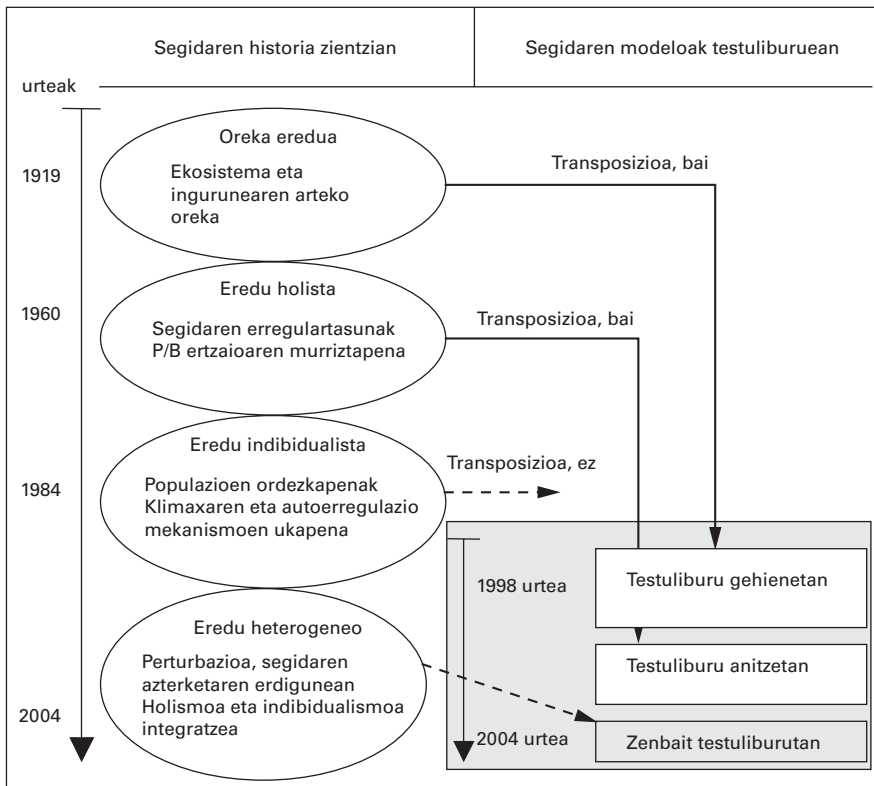 Segidaren historia zientzian
Segidaren modeloak testuliburuean
urteak
1919
Oreka eredua
Ekosistema eta
ingurunearen arteko
oreka
Transposizioa, bai
1960
Eredu holista
Segidaren erregulartasunak
P/B ertzaioaren murriztapena
Transposizioa, bai
1984
Eredu indibidualista
Populazioen ordezkapenak
Klimaxaren eta autoerregulazio
mekanismoen ukapena
Transposizioa, ez
2004
Eredu heterogeneo
Perturbazioa, segidaren
azterketaren erdigunean
Holismoa eta indibidualismoa
integratzea
1998 urtea
Testuliburu gehienetan
Testuliburu anitzetan
2004 urtea
Zenbait testuliburutan